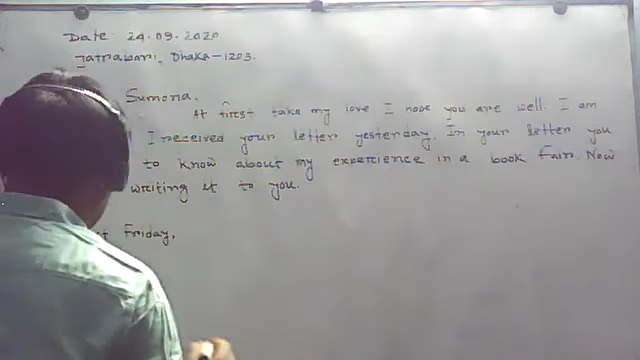 Date: 24.09.2020
Jatrabari, Dhaka-1203.
Sumona.
At first take my love I hope you are well. I am
I received your letter yesterday. In your letter you
to know about my experience in a book fair. Now
writing it to you.
Friday,